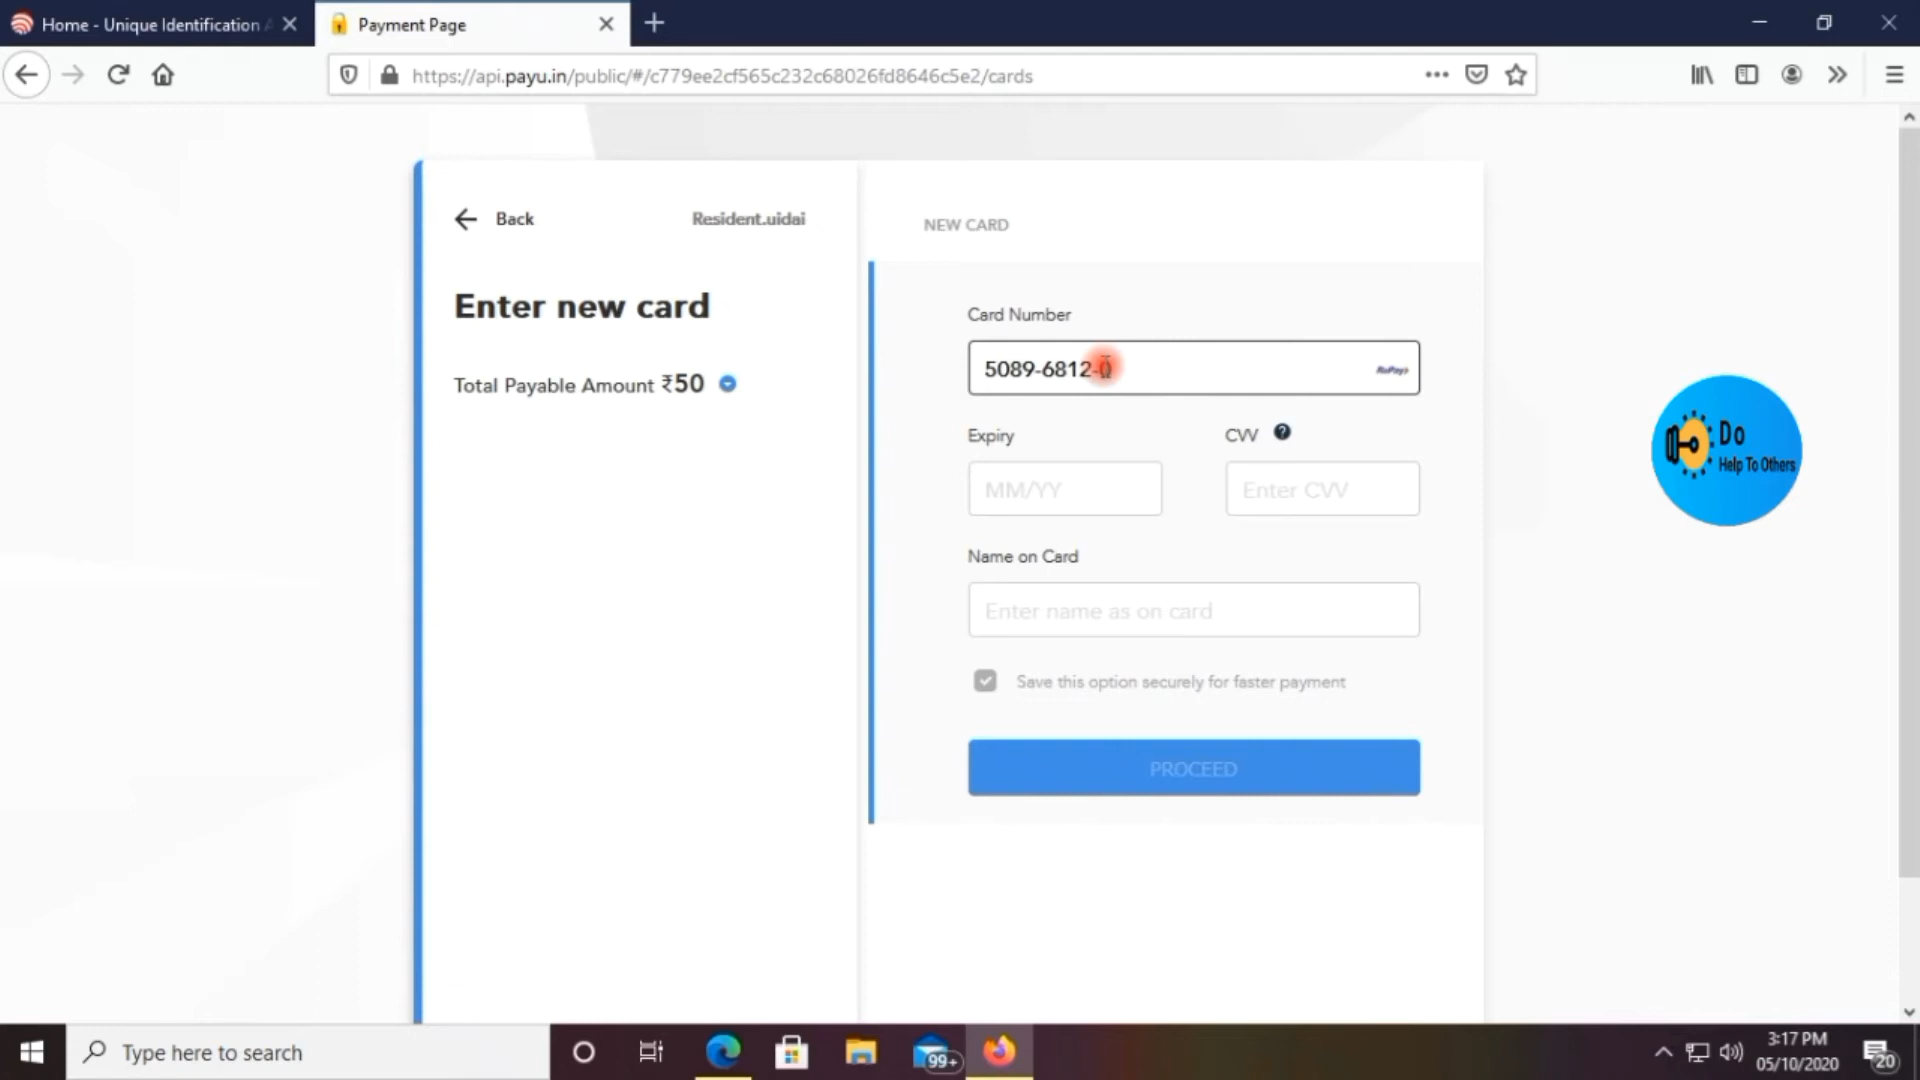 Home - Unique Identification A
Payment Page
https://api.payu.in/public/#/c779ee2cf565c232c68026fd8646c5e2/cards
Back
Resident.uidai
Enter new card
Total Payable Amount ₹50
NEW CARD
Card Number
5089-6812-0
RuPay
Expiry
CVV ?
MM/YY
Enter CVV
Name on Card
Enter name as on card
Save this option securely for faster payment
PROCEED
Do
Help To Others
Type here to search
99+
3:17 PM
05/10/2020
20